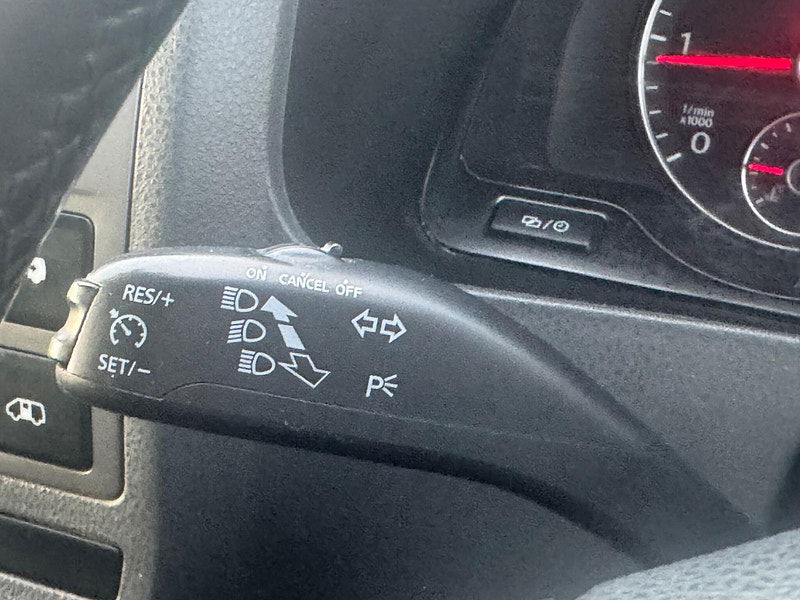 1
1/min
x1000
0
ON CANCEL OFF
RES/+
SET/-
P